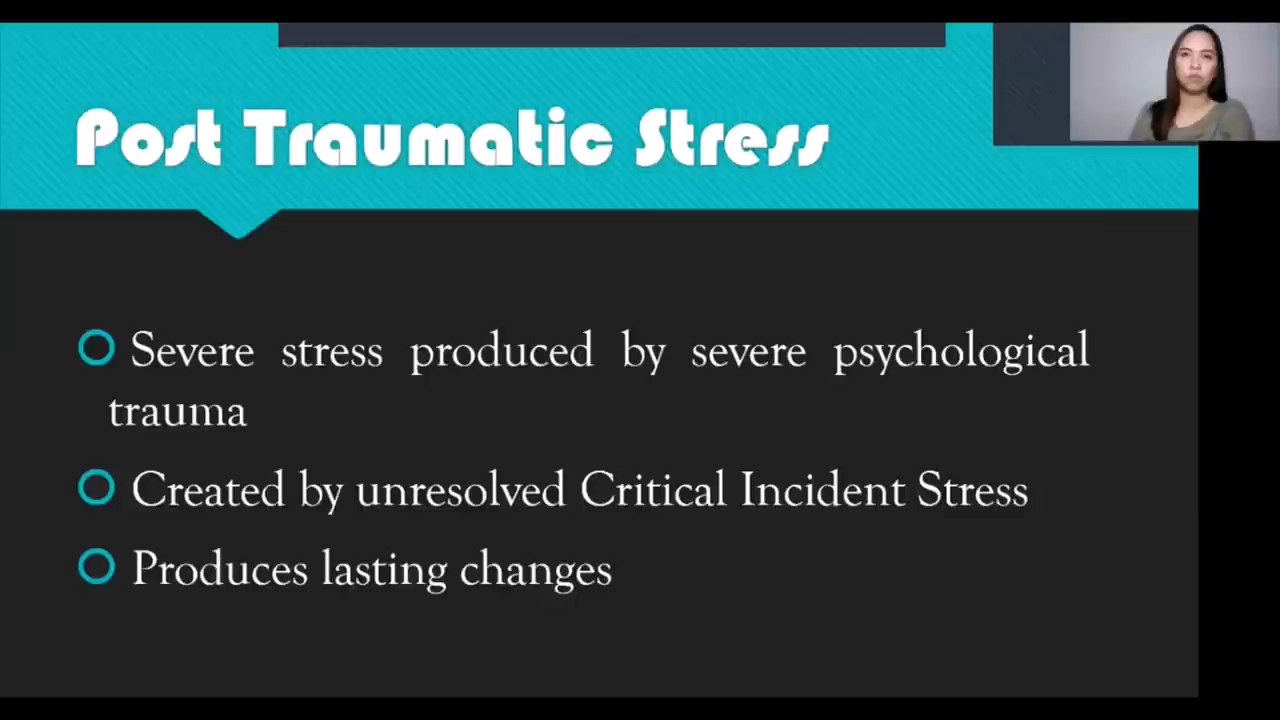 Post Traumatic Stress
Severe stress produced by severe psychological
trauma
Created by unresolved Critical Incident Stress
Produces lasting changes